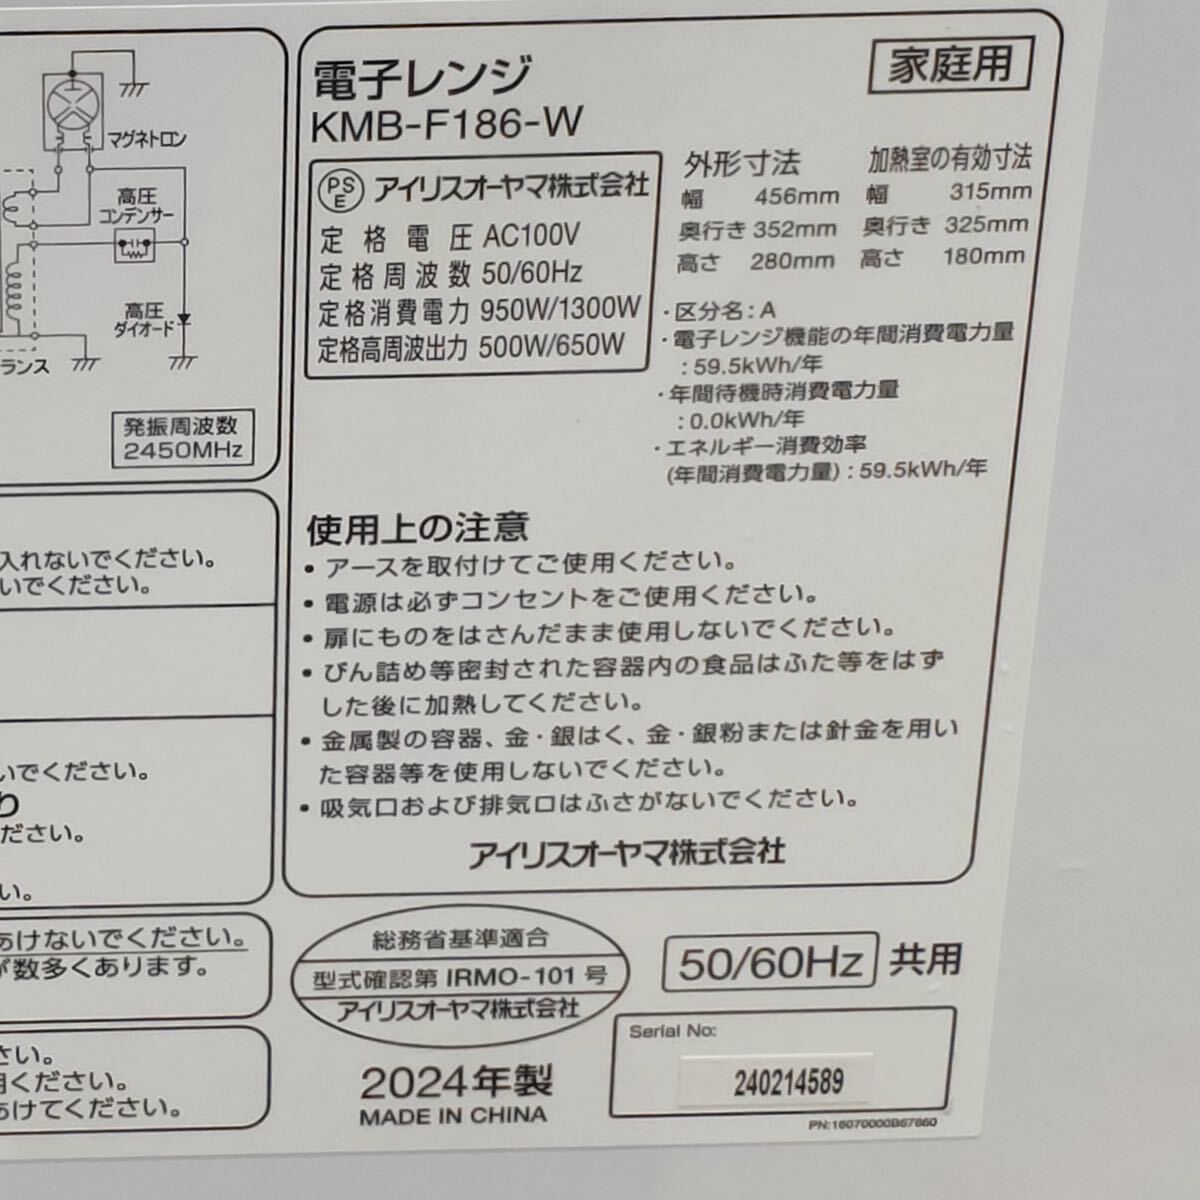 マグネトロン
高圧
コンデンサー
高圧
ダイオード
ランス
発振周波数
2450MHz
入れないでください。
いでください。
いでください。
り
ださい。
い。
あけないでください。
が数多くあります。
さい。
用ください。
あけてください。
電子レンジ
家庭用
KMB-F186-W
PSE アイリスオーヤマ株式会社
定格電圧 AC100V
定格周波数 50/60Hz
定格消費電力 950W/1300W
定格高周波出力 500W/650W
外形寸法
幅 456mm
奥行き 352mm
高さ 280mm
加熱室の有効寸法
幅 315mm
奥行き 325mm
高さ 180mm
・区分名：A
・電子レンジ機能の年間消費電力量
：59.5kWh/年
・年間待機時消費電力量
：0.0kWh/年
・エネルギー消費効率
(年間消費電力量)：59.5kWh/年
使用上の注意
• アースを取付けてご使用ください。
• 電源は必ずコンセントをご使用ください。
• 扉にものをはさんだまま使用しないでください。
• びん詰め等密封された容器内の食品はふた等をはず
した後に加熱してください。
• 金属製の容器、金・銀はく、金・銀粉または針金を用い
た容器等を使用しないでください。
• 吸気口および排気口はふさがないでください。
アイリスオーヤマ株式会社
総務省基準適合
型式確認第 IRMO-101 号
アイリスオーヤマ株式会社
50/60Hz 共用
2024年製
MADE IN CHINA
Serial No:
240214589
PN:16070000B67860